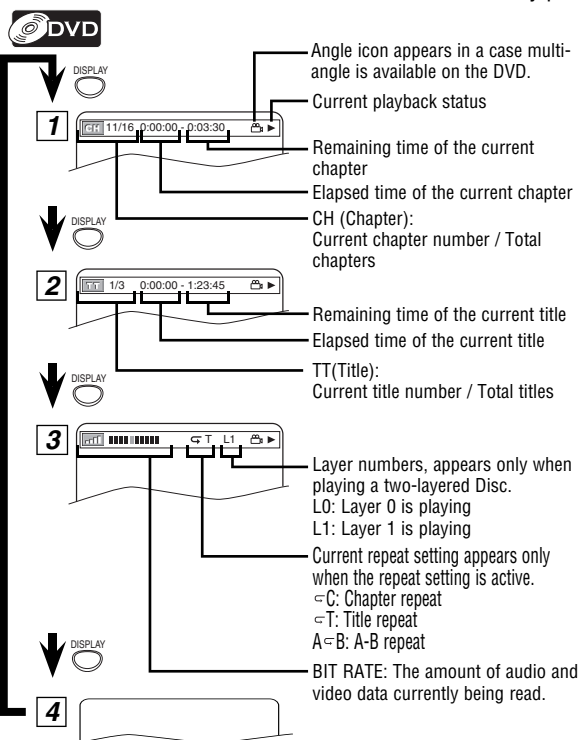 DVD
DISPLAY
Angle icon appears in a case multi-
angle is available on the DVD.
Current playback status
1
CH 11/16 0:00:00 - 0:03:30
Remaining time of the current
chapter
Elapsed time of the current chapter
CH (Chapter):
Current chapter number / Total
chapters
DISPLAY
2
TT 1/3 0:00:00 - 1:23:45
Remaining time of the current title
Elapsed time of the current title
TT(Title):
Current title number / Total titles
DISPLAY
3
T L1
Layer numbers, appears only when
playing a two-layered Disc.
L0: Layer 0 is playing
L1: Layer 1 is playing
Current repeat setting appears only
when the repeat setting is active.
C: Chapter repeat
T: Title repeat
A B: A-B repeat
DISPLAY
BIT RATE: The amount of audio and
video data currently being read.
4